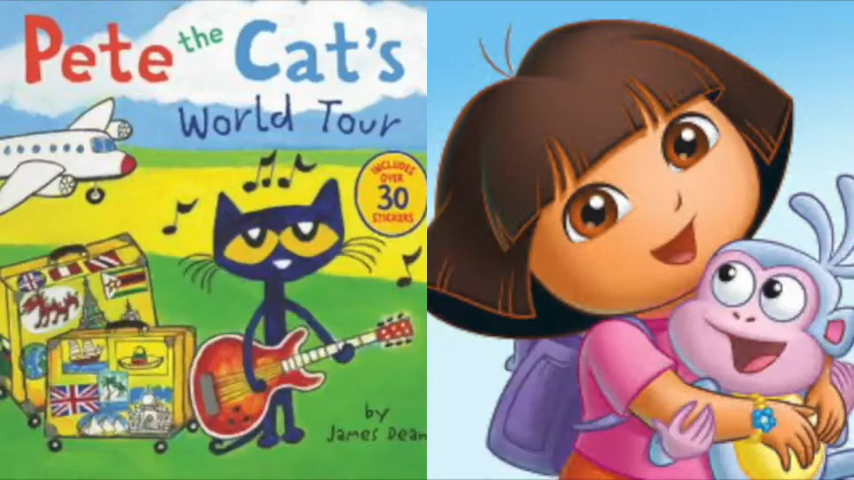 Pete the Cat's
World Tour
INCLUDES
OVER
30
STICKERS
by
James Dean